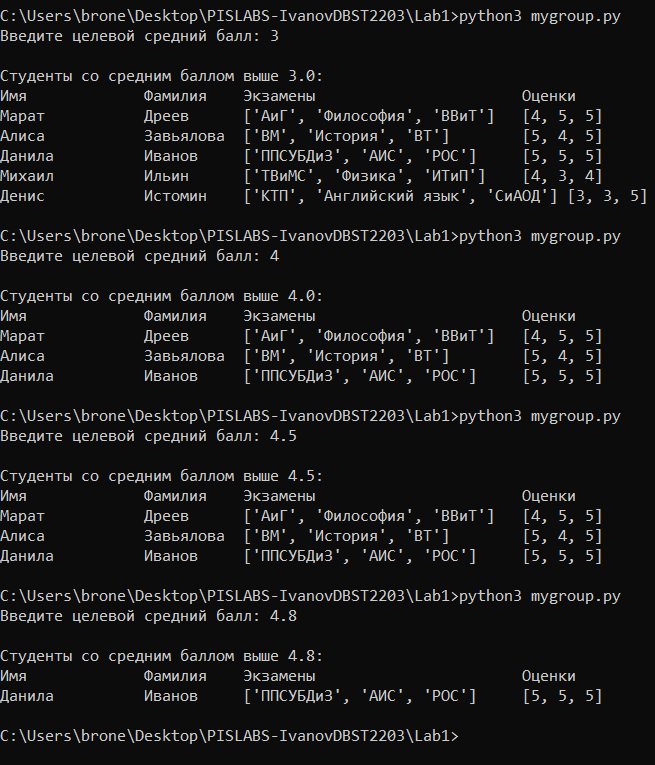 C:\Users\brone\Desktop\PISLABS-IvanovDBST2203\Lab1>python3 mygroup.py
Введите целевой средний балл: 3
Студенты со средним баллом выше 3.0:
Имя Фамилия Экзамены Оценки
Марат Дреев ['АиГ', 'Философия', 'ВВиТ'] [4, 5, 5]
Алиса Завьялова ['ВМ', 'История', 'ВТ'] [5, 4, 5]
Данила Иванов ['ППСУБДиЗ', 'АИС', 'РОС'] [5, 5, 5]
Михаил Ильин ['ТВиМС', 'Физика', 'ИТиП'] [4, 3, 4]
Денис Истомин ['КТП', 'Английский язык', 'СиАОД'] [3, 3, 5]
C:\Users\brone\Desktop\PISLABS-IvanovDBST2203\Lab1>python3 mygroup.py
Введите целевой средний балл: 4
Студенты со средним баллом выше 4.0:
Имя Фамилия Экзамены Оценки
Марат Дреев ['АиГ', 'Философия', 'ВВиТ'] [4, 5, 5]
Алиса Завьялова ['ВМ', 'История', 'ВТ'] [5, 4, 5]
Данила Иванов ['ППСУБДиЗ', 'АИС', 'РОС'] [5, 5, 5]
C:\Users\brone\Desktop\PISLABS-IvanovDBST2203\Lab1>python3 mygroup.py
Введите целевой средний балл: 4.5
Студенты со средним баллом выше 4.5:
Имя Фамилия Экзамены Оценки
Марат Дреев ['АиГ', 'Философия', 'ВВиТ'] [4, 5, 5]
Алиса Завьялова ['ВМ', 'История', 'ВТ'] [5, 4, 5]
Данила Иванов ['ППСУБДиЗ', 'АИС', 'РОС'] [5, 5, 5]
C:\Users\brone\Desktop\PISLABS-IvanovDBST2203\Lab1>python3 mygroup.py
Введите целевой средний балл: 4.8
Студенты со средним баллом выше 4.8:
Имя Фамилия Экзамены Оценки
Данила Иванов ['ППСУБДиЗ', 'АИС', 'РОС'] [5, 5, 5]
C:\Users\brone\Desktop\PISLABS-IvanovDBST2203\Lab1>